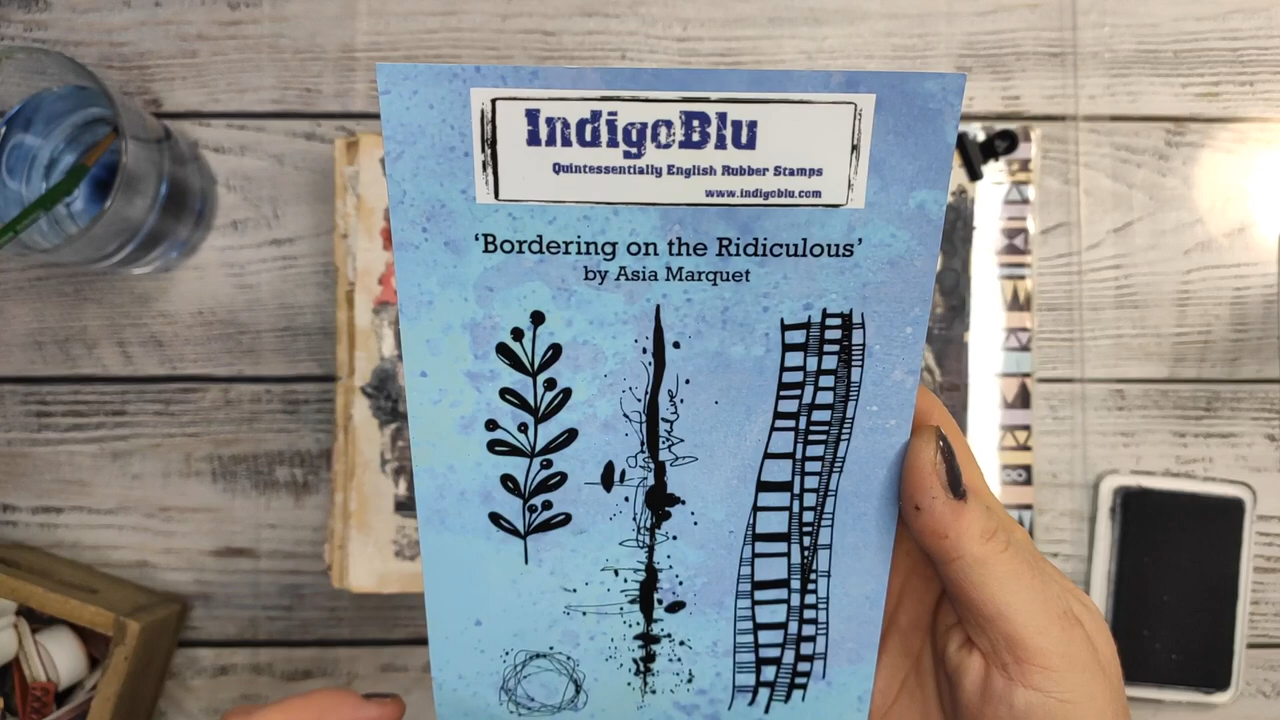 IndigoBlu
Quintessentially English Rubber Stamps
www.indigoblu.com
‘Bordering on the Ridiculous’
by Asia Marquet